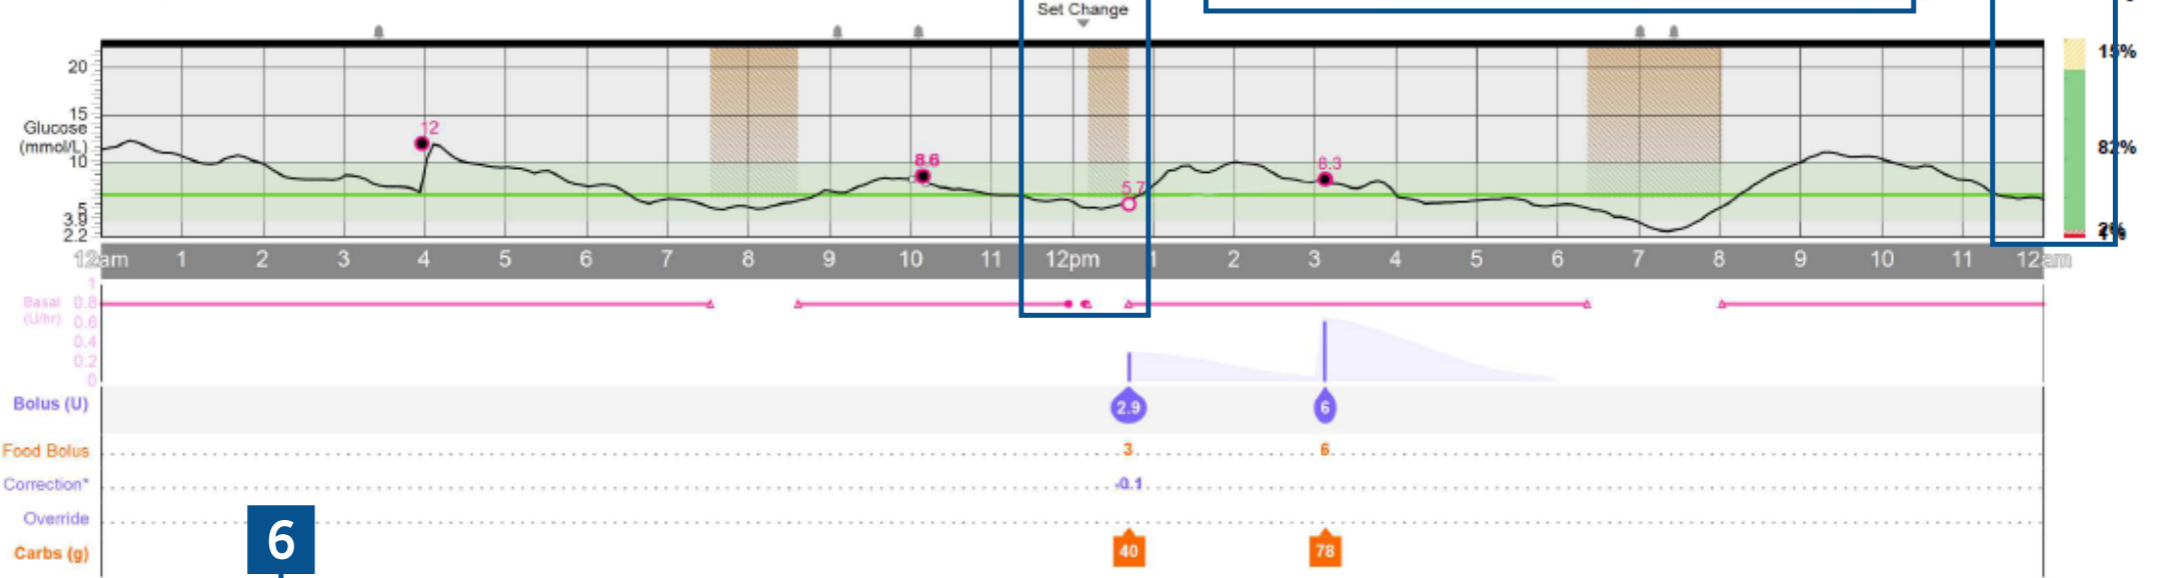 Set Change
20
15
Glucose
(mmol/L)
10
5
3.9
2.2
12
8.6
5.7
8.3
15%
82%
2%
12am 1 2 3 4 5 6 7 8 9 10 11 12pm 1 2 3 4 5 6 7 8 9 10 11 12am
Basal
(U/hr)
1
0.8
0.6
0.4
0.2
0
Bolus (U) 2.9 6
Food Bolus 3 6
Correction* -0.1
Override
Carbs (g) 40 78
6